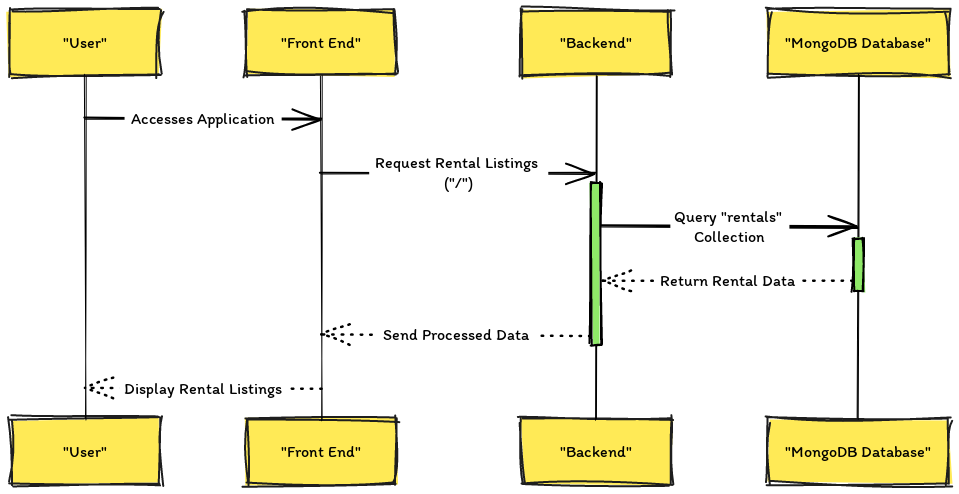 "User"
"Front End"
"Backend"
"MongoDB Database"
Accesses Application
Request Rental Listings
("/")
Query "rentals"
Collection
Return Rental Data
Send Processed Data
Display Rental Listings
"User"
"Front End"
"Backend"
"MongoDB Database"